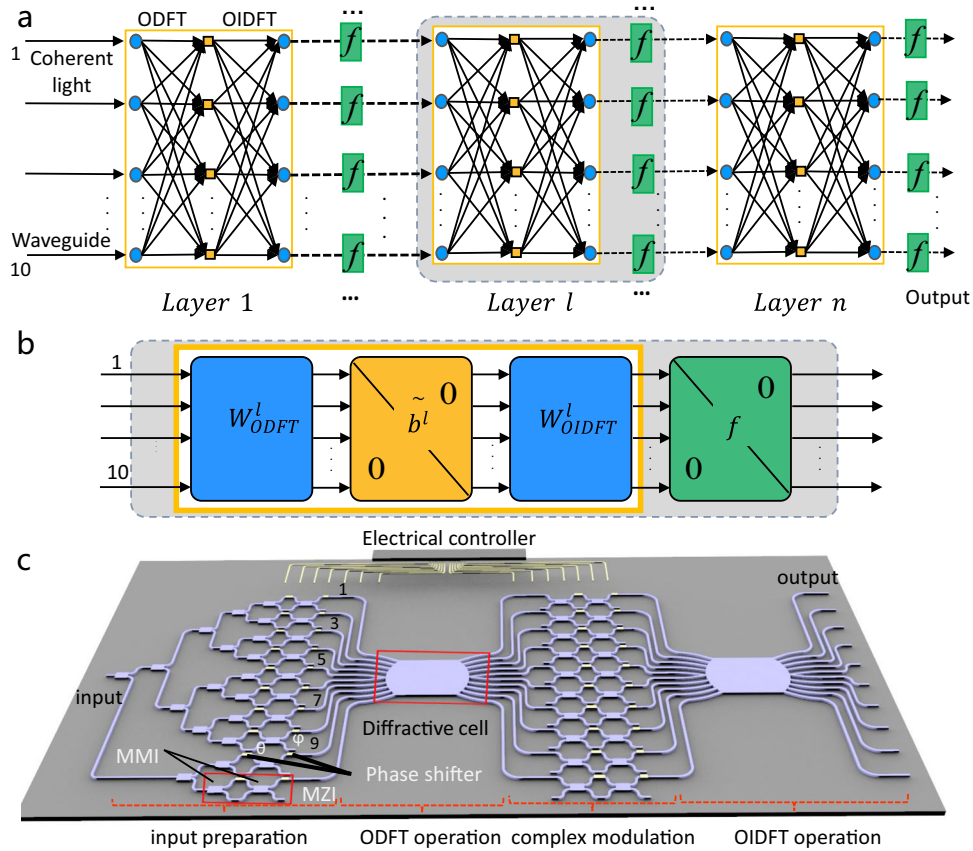 a
ODFT OIDFT
...
...
1
Coherent
light
f f f
f f f
f f f
Waveguide
10
f f f
...
...
Layer 1
Layer l
Layer n
Output
b
1
10
W^l_ODFT
0
b̃^l
0
W^l_OIDFT
0
f
0
c
Electrical controller
output
1
3
5
7
9
input
Diffractive cell
θ
φ
MMI
Phase shifter
MZI
input preparation
ODFT operation
complex modulation
OIDFT operation